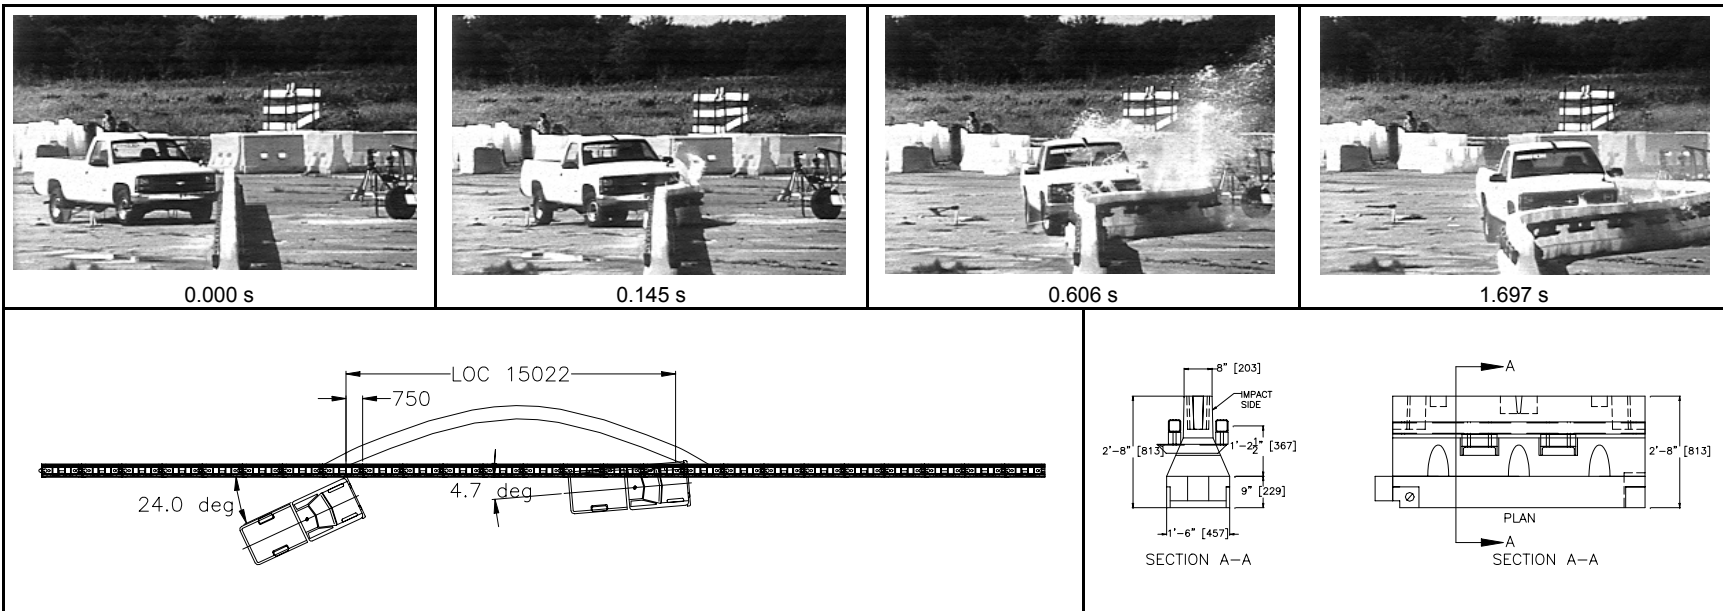 0.000 s
0.145 s
0.606 s
1.697 s
LOC 15022
750
24.0 deg
4.7 deg
8" [203]
IMPACT
SIDE
2'-8" [813]
1'-2½" [367]
9" [229]
1'-6" [457]
SECTION A-A
A
2'-8" [813]
PLAN
A
SECTION A-A